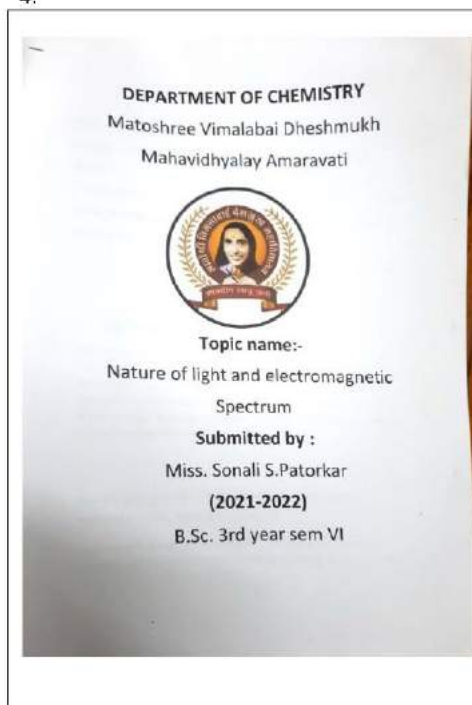 4.
DEPARTMENT OF CHEMISTRY
Matoshree Vimalabai Dheshmukh
Mahavidhyalay Amaravati
Topic name:-
Nature of light and electromagnetic
Spectrum
Submitted by :
Miss. Sonali S.Patorkar
(2021-2022)
B.Sc. 3rd year sem VI